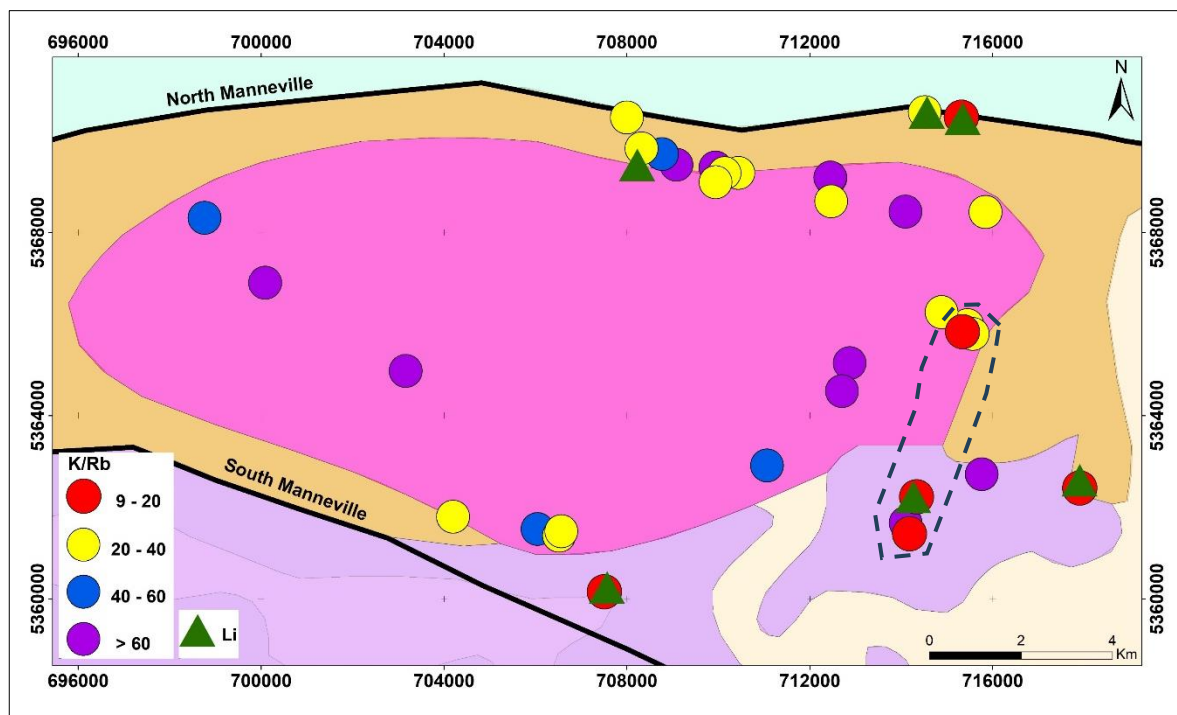 696000 700000 704000 708000 712000 716000
N
North Manneville
5368000 5368000
5364000 5364000
South Manneville
K/Rb
9 - 20
20 - 40
40 - 60
> 60
Li
5360000 5360000
0 2 4
Km
696000 700000 704000 708000 712000 716000